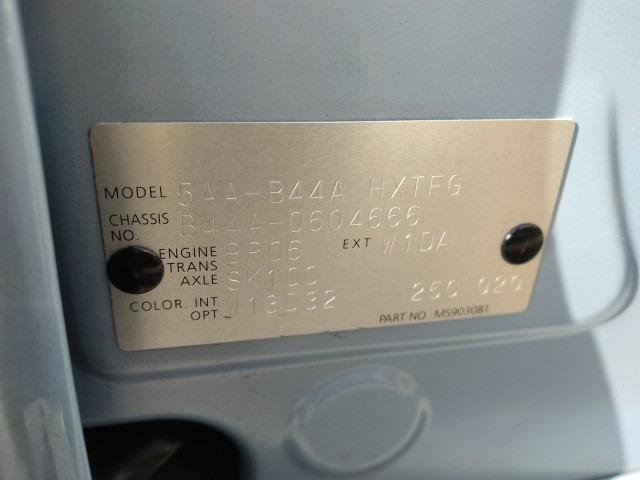 MODEL 5AA-B44A HXTFG
CHASSIS NO. B44A-0604666
ENGINE BR06 EXT W1DA
TRANS AXLE SK10C
COLOR. INT OPT W13D32 25C 020
PART NO : MS903081